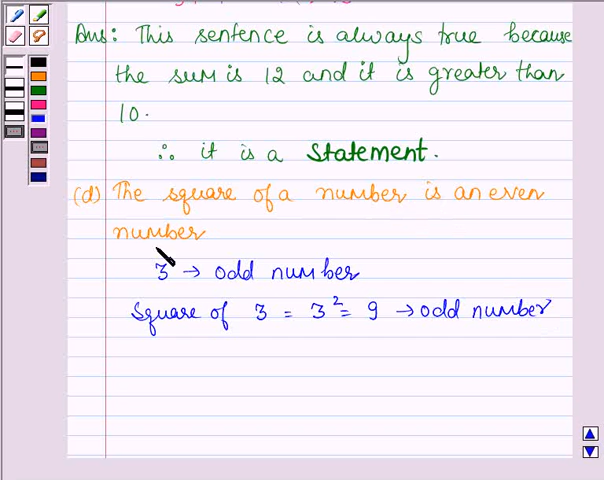 Ans: This sentence is always true because
the sum is 12 and it is greater than
10.
∴ it is a Statement.
(d) The square of a number is an even
number
3 → odd number
Square of 3 = 3² = 9 → odd number